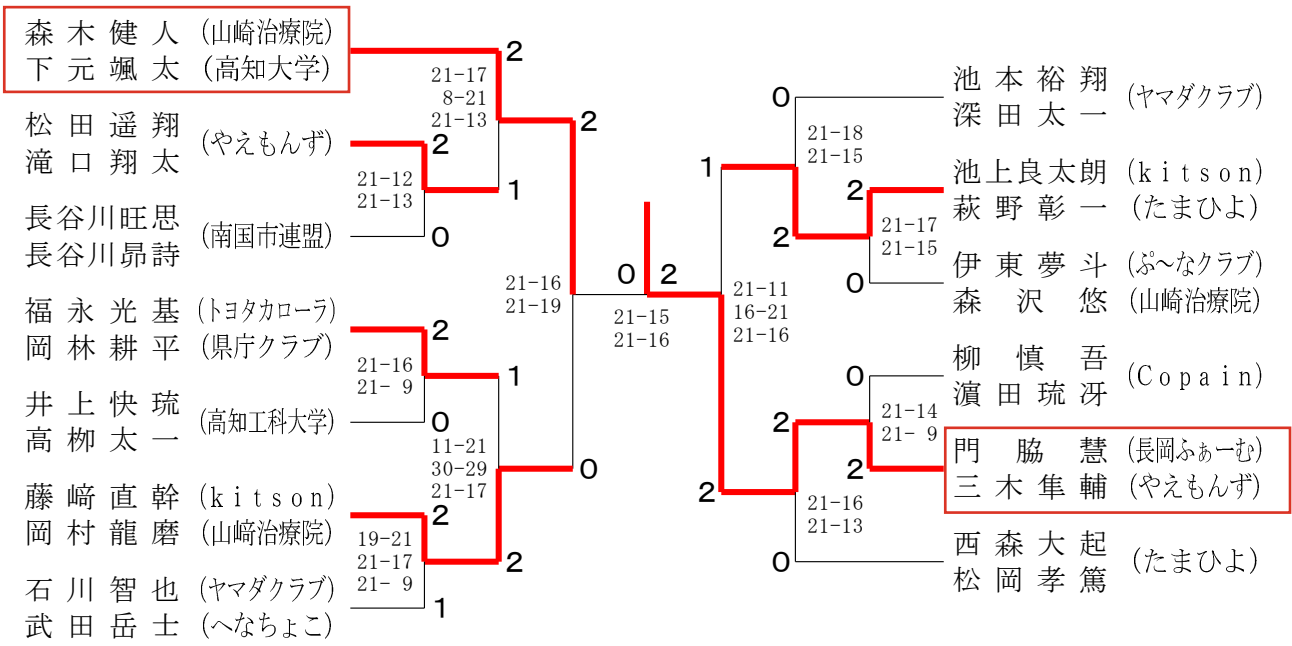 森木健人 (山崎治療院)
下元颯太 (高知大学)
2
21-17
8-21
21-13
2
松田遥翔
滝口翔太
(やえもんず)
2
21-12
21-13
1
長谷川旺思
長谷川昴詩
(南国市連盟)
0
21-16
21-19
福永光基 (トヨタカローラ)
岡林耕平 (県庁クラブ)
2
21-16
21- 9
1
井上快琉
高栁太一
(高知工科大学)
0
11-21
30-29
21-17
0
藤﨑直幹 (kitson)
岡村龍磨 (山﨑治療院)
2
19-21
21-17
21- 9
2
石川智也 (ヤマダクラブ)
武田岳士 (へなちょこ)
1
0 2
21-15
21-16
池本裕翔
深田太一
(ヤマダクラブ)
0
21-18
21-15
1
池上良太朗 (kitson)
萩野彰一 (たまひよ)
2
21-17
21-15
2
伊東夢斗 (ぷ~なクラブ)
森沢悠 (山崎治療院)
0
21-11
16-21
21-16
柳慎吾
濵田琉冴
(Copain)
0
21-14
21- 9
2
門脇慧 (長岡ふぁーむ)
三木隼輔 (やえもんず)
2
2
21-16
21-13
西森大起
松岡孝篤
(たまひよ)
0